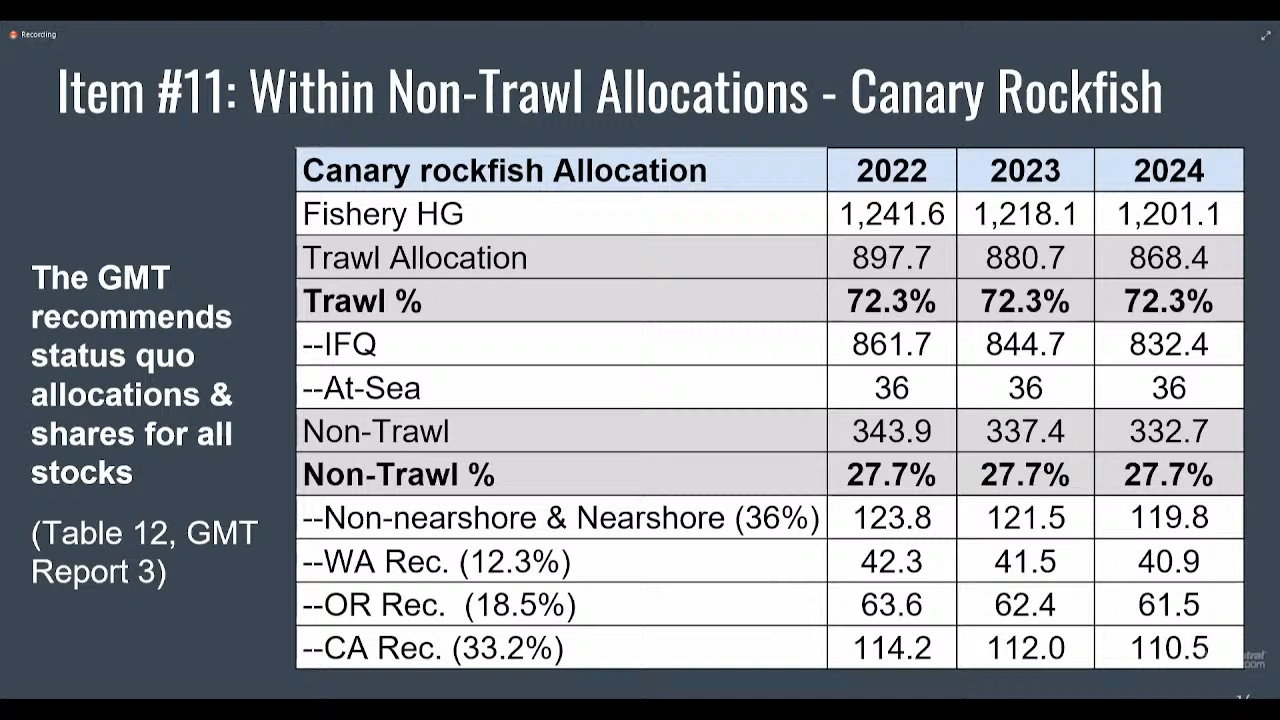 Recording
Item #11: Within Non-Trawl Allocations - Canary Rockfish
The GMT
recommends
status quo
allocations &
shares for all
stocks
(Table 12, GMT
Report 3)
Canary rockfish Allocation 2022 2023 2024
Fishery HG 1,241.6 1,218.1 1,201.1
Trawl Allocation 897.7 880.7 868.4
Trawl % 72.3% 72.3% 72.3%
--IFQ 861.7 844.7 832.4
--At-Sea 36 36 36
Non-Trawl 343.9 337.4 332.7
Non-Trawl % 27.7% 27.7% 27.7%
--Non-nearshore & Nearshore (36%) 123.8 121.5 119.8
--WA Rec. (12.3%) 42.3 41.5 40.9
--OR Rec. (18.5%) 63.6 62.4 61.5
--CA Rec. (33.2%) 114.2 112.0 110.5